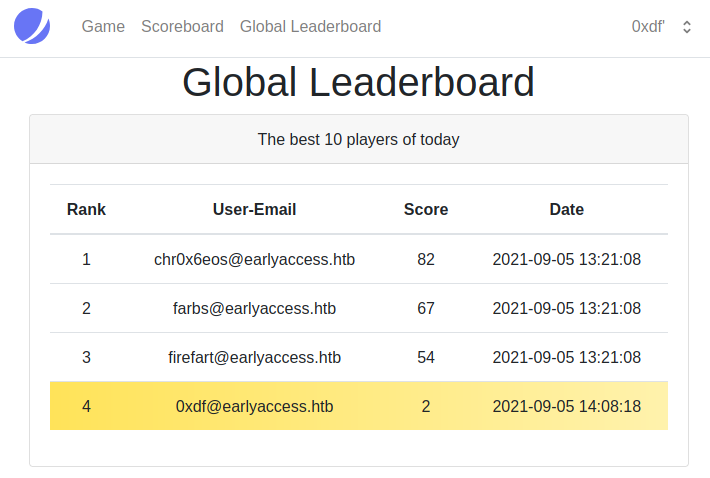 Game Scoreboard Global Leaderboard 0xdf'
Global Leaderboard
The best 10 players of today
Rank User-Email Score Date
1 chr0x6eos@earlyaccess.htb 82 2021-09-05 13:21:08
2 farbs@earlyaccess.htb 67 2021-09-05 13:21:08
3 firefart@earlyaccess.htb 54 2021-09-05 13:21:08
4 0xdf@earlyaccess.htb 2 2021-09-05 14:08:18